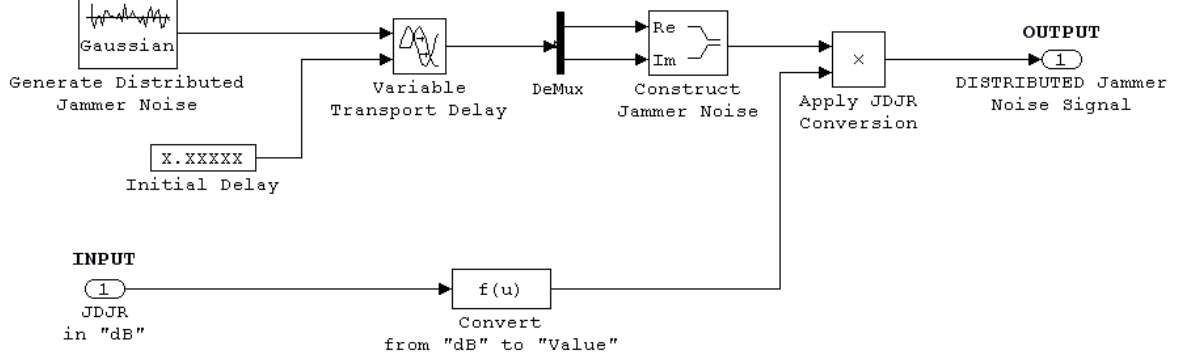 Gaussian
Generate Distributed
Jammer Noise
Variable
Transport Delay
DeMux
Re
Im
Construct
Jammer Noise
×
Apply JDJR
Conversion
OUTPUT
1
DISTRIBUTED Jammer
Noise Signal
X.XXXXX
Initial Delay
INPUT
1
JDJR
in "dB"
f(u)
Convert
from "dB" to "Value"